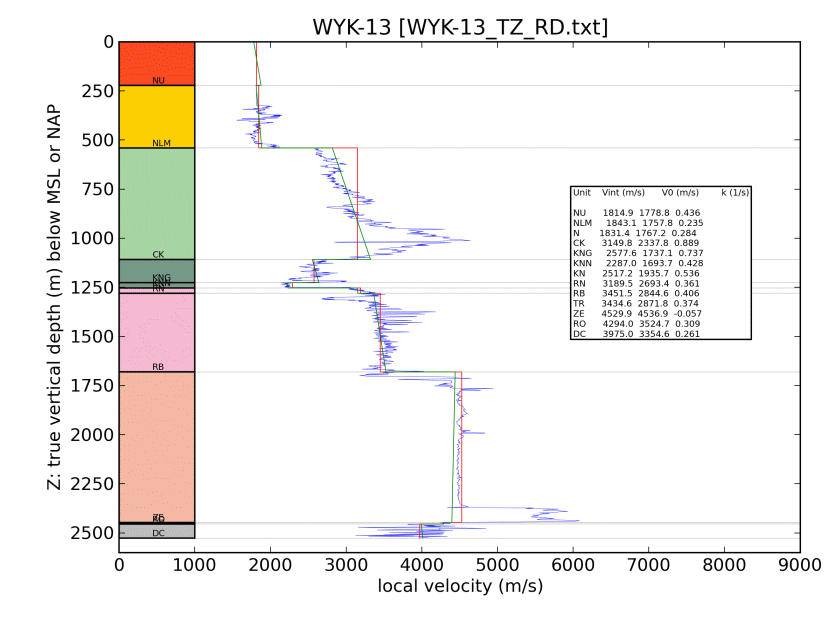 WYK-13 [WYK-13_TZ_RD.txt]
Z: true vertical depth (m) below MSL or NAP
0
250
500
750
1000
1250
1500
1750
2000
2250
2500
NU
NLM
CK
KNG
RN
RB
ZE
DC
Unit Vint (m/s) V0 (m/s) k (1/s)
NU 1814.9 1778.8 0.436
NLM 1843.1 1757.8 0.235
N 1831.4 1767.2 0.284
CK 3149.8 2337.8 0.889
KNG 2577.6 1737.1 0.737
KNN 2287.0 1693.7 0.428
KN 2517.2 1935.7 0.536
RN 3189.5 2693.4 0.361
RB 3451.5 2844.6 0.406
TR 3434.6 2871.8 0.374
ZE 4529.9 4536.9 -0.057
RO 4294.0 3524.7 0.309
DC 3975.0 3354.6 0.261
0 1000 2000 3000 4000 5000 6000 7000 8000 9000
local velocity (m/s)